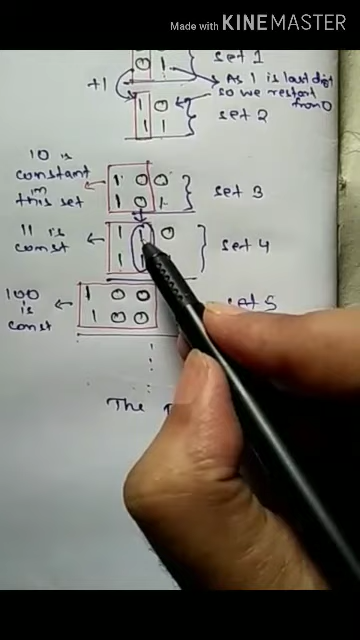 Made with KINEMASTER
0 1 set 1
+1 → As 1 is last digit
so we restart
from 0
1 0
1 1 set 2
10 is
constant
in
this set
1 0 0
1 0 1 set 3
11 is
const
1 1 0
1 1 set 4
100
is
const
1 0 0
1 0 0 set 5
The